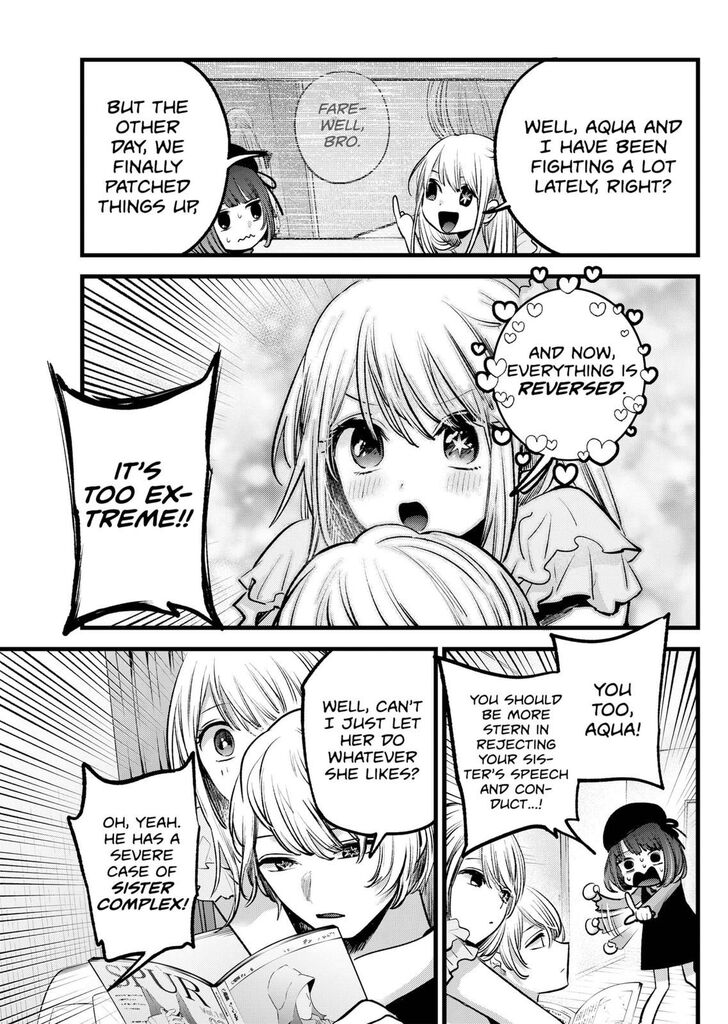 WELL, AQUA AND
I HAVE BEEN
FIGHTING A LOT
LATELY, RIGHT?
FARE-
WELL,
BRO.
BUT THE
OTHER
DAY, WE
FINALLY
PATCHED
THINGS UP,
AND NOW,
EVERYTHING IS
REVERSED.
IT'S
TOO EX-
TREME!!
YOU
TOO,
AQUA!
YOU SHOULD
BE MORE
STERN IN
REJECTING
YOUR SIS-
TER'S SPEECH
AND CON-
DUCT...!
WELL, CAN'T
I JUST LET
HER DO
WHATEVER
SHE LIKES?
OH, YEAH.
HE HAS A
SEVERE
CASE OF
SISTER
COMPLEX!
SPUR